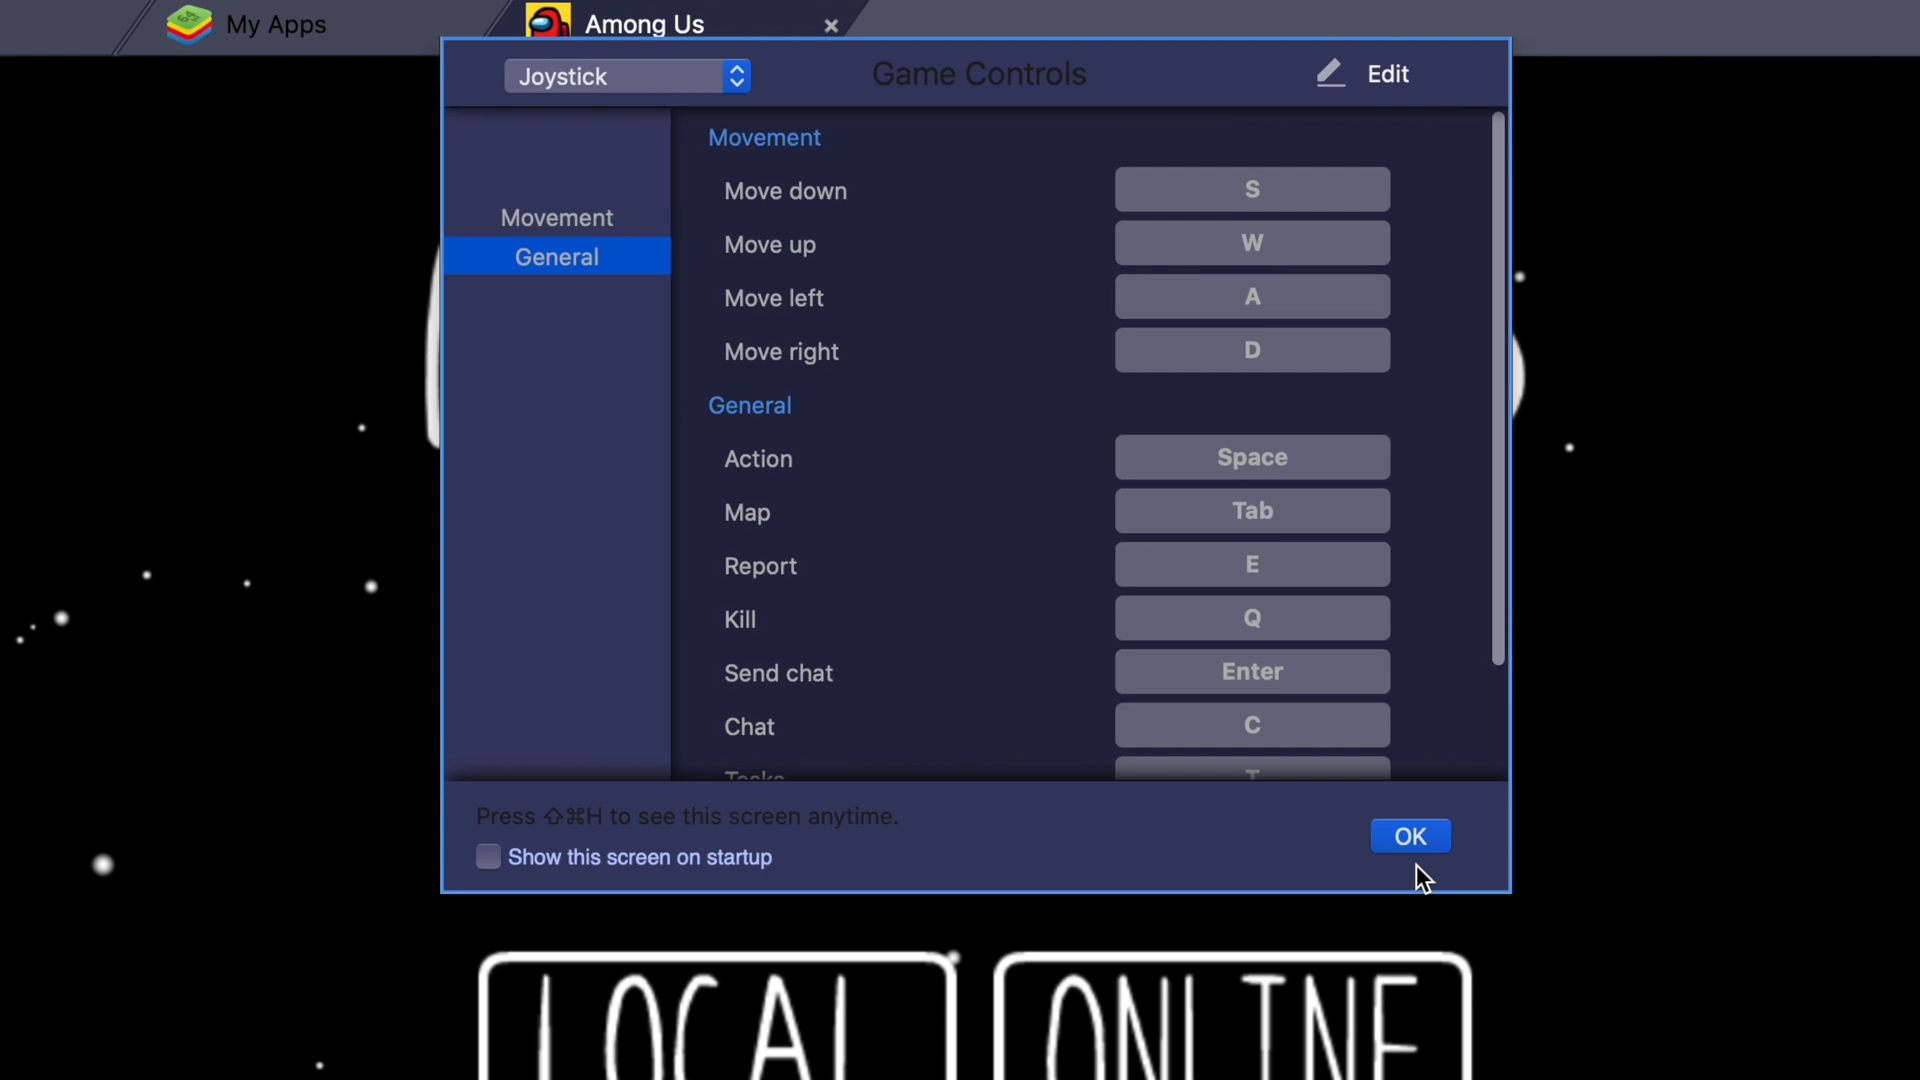 My Apps
Among Us
Joystick
Game Controls
Edit
Movement
General
Movement
Move down S
Move up W
Move left A
Move right D
General
Action Space
Map Tab
Report E
Kill Q
Send chat Enter
Chat C
Tasks T
Press ⇧⌘H to see this screen anytime.
Show this screen on startup
OK
LOCAL
ONLINE